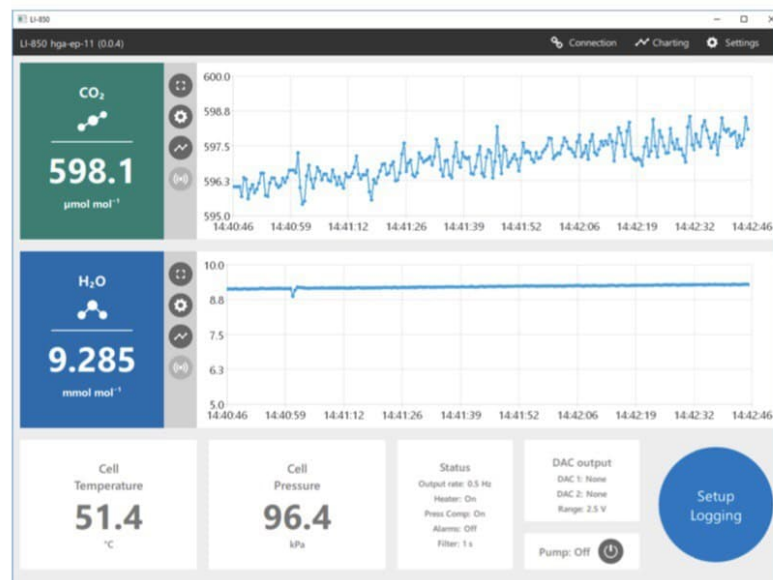 LI-850
LI-850 hga-ep-11 (0.0.4)
Connection
Charting
Settings
CO₂
598.1
µmol mol⁻¹
600.0
598.8
597.5
596.3
595.0
14:40:46 14:40:59 14:41:12 14:41:26 14:41:39 14:41:52 14:42:06 14:42:19 14:42:32 14:42:46
H₂O
9.285
mmol mol⁻¹
10.0
8.8
7.5
6.3
5.0
14:40:46 14:40:59 14:41:12 14:41:26 14:41:39 14:41:52 14:42:06 14:42:19 14:42:32 14:42:46
Cell
Temperature
51.4
°C
Cell
Pressure
96.4
kPa
Status
Output rate: 0.5 Hz
Heater: On
Press Comp: On
Alarms: Off
Filter: 1 s
DAC output
DAC 1: None
DAC 2: None
Range: 2.5 V
Pump: Off
Setup
Logging